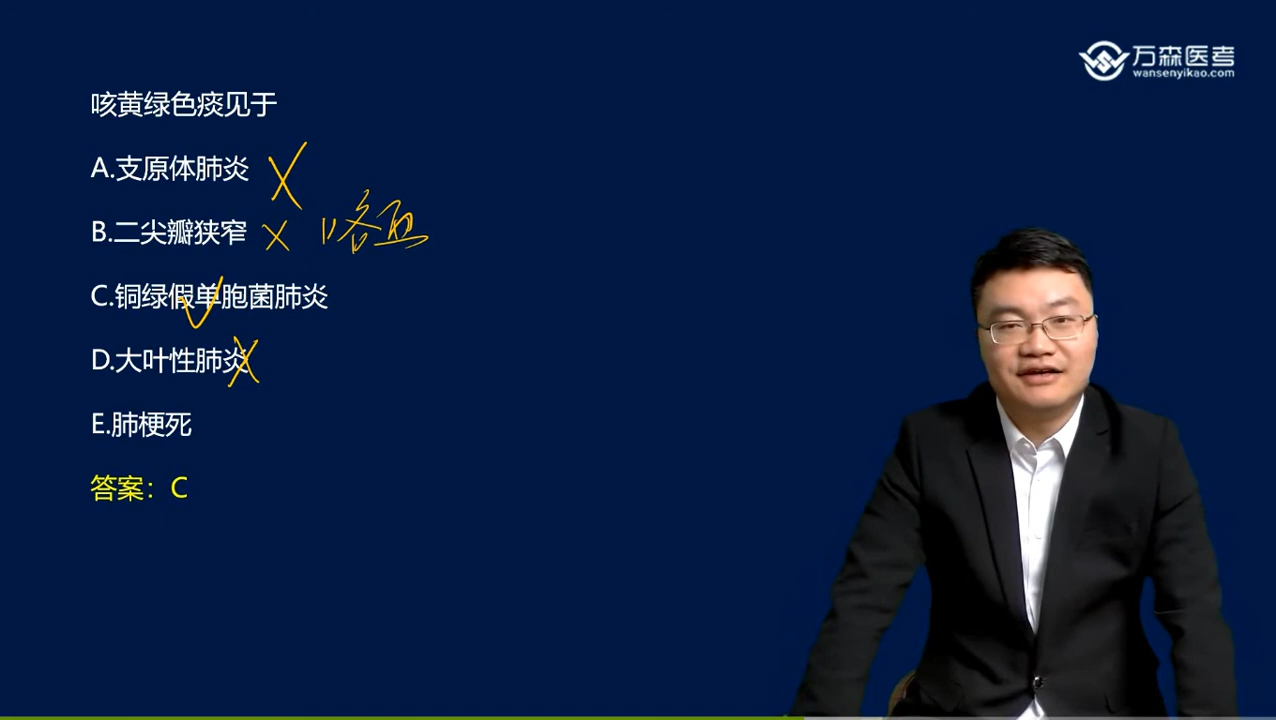 万森医考
wansenyikao.com
咳黄绿色痰见于
A.支原体肺炎
B.二尖瓣狭窄 咯血
C.铜绿假单胞菌肺炎
D.大叶性肺炎
E.肺梗死
答案：C